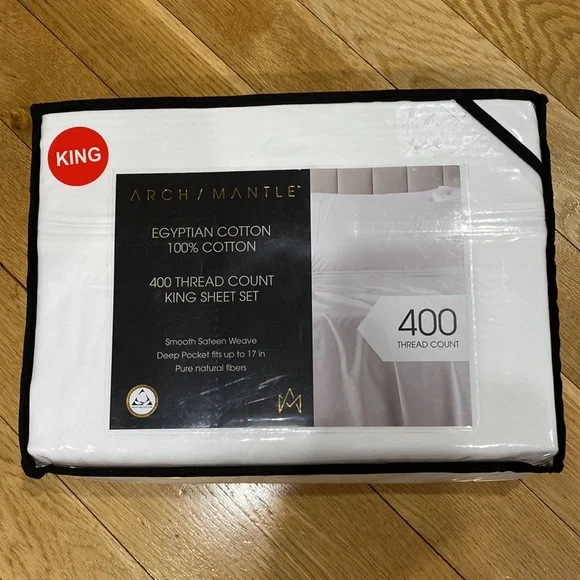 KING
ARCH / MANTLE™
EGYPTIAN COTTON
100% COTTON
400 THREAD COUNT
KING SHEET SET
Smooth Sateen Weave
Deep Pocket fits up to 17 in
Pure natural fibers
400
THREAD COUNT